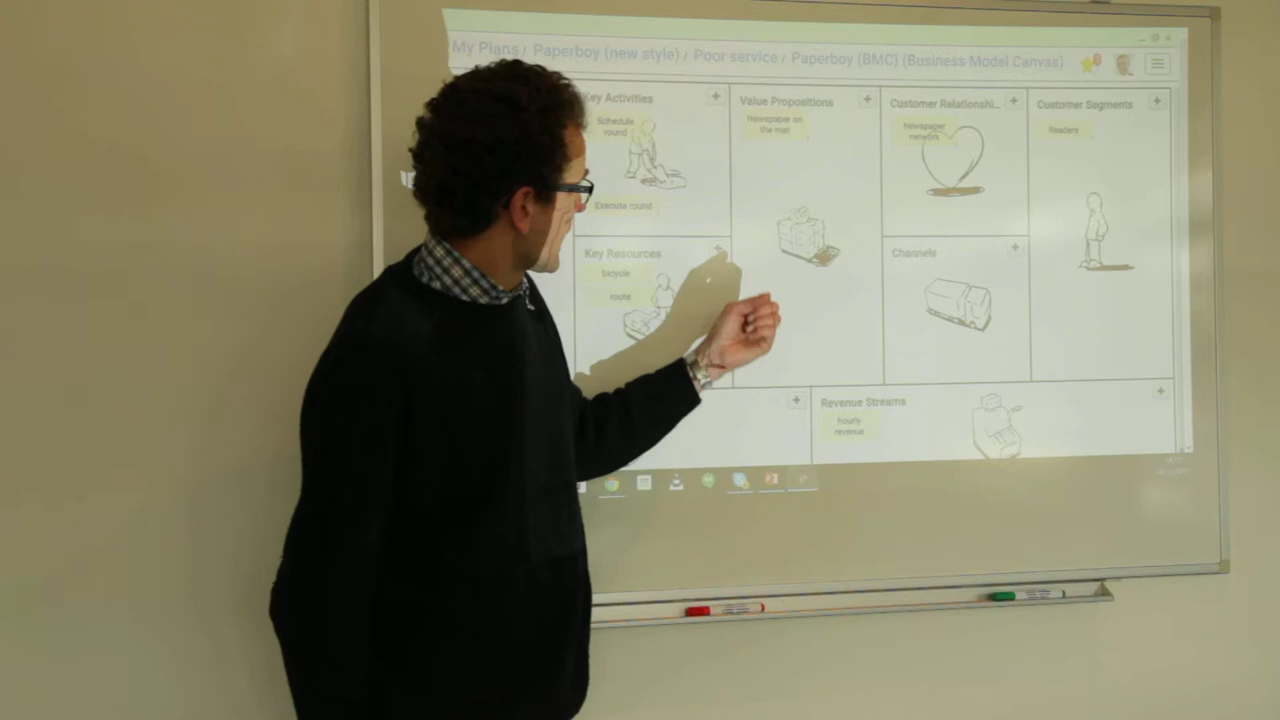 My Plans / Paperboy (new style) / Poor service / Paperboy (BMC) (Business Model Canvas)
Key Activities
Schedule
round
Execute round
Key Resources
bicycle
route
Value Propositions
Newspaper on
the mat
Customer Relationshi...
Newspaper
network
Channels
Customer Segments
Readers
Revenue Streams
hourly
revenue